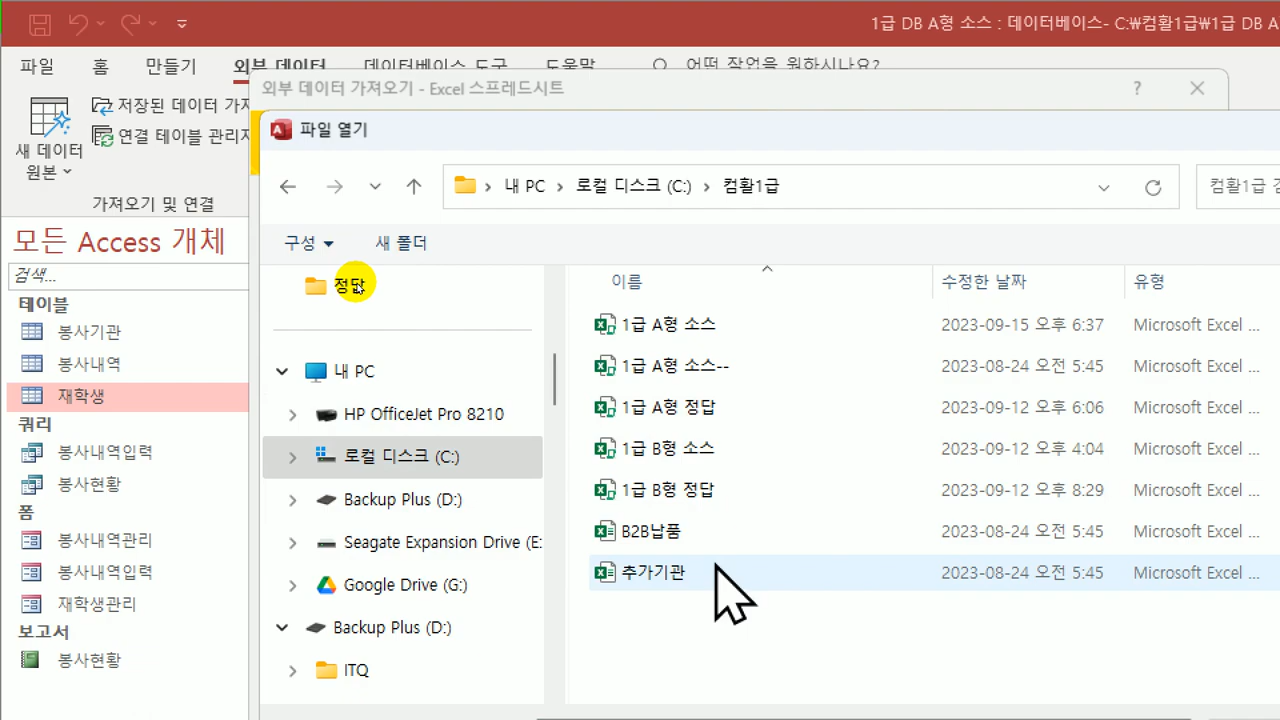 1급 DB A형 소스 : 데이터베이스- C:₩컴활1급₩1급 DB A
파일 홈 만들기 외부 데이터 데이터베이스 도구 도움말 어떤 작업을 원하시나요?
외부 데이터 가져오기 - Excel 스프레드시트
새 데이터
원본
저장된 데이터 가져
연결 테이블 관리자
가져오기 및 연결
모든 Access 개체
검색...
테이블
봉사기관
봉사내역
재학생
쿼리
봉사내역입력
봉사현황
폼
봉사내역관리
봉사내역입력
재학생관리
보고서
봉사현황
파일 열기
내 PC › 로컬 디스크 (C:) › 컴활1급
컴활1급 검
구성 새 폴더
정답
내 PC
HP OfficeJet Pro 8210
로컬 디스크 (C:)
Backup Plus (D:)
Seagate Expansion Drive (E:
Google Drive (G:)
Backup Plus (D:)
ITQ
이름 수정한 날짜 유형
1급 A형 소스 2023-09-15 오후 6:37 Microsoft Excel ...
1급 A형 소스-- 2023-08-24 오전 5:45 Microsoft Excel ...
1급 A형 정답 2023-09-12 오후 6:06 Microsoft Excel ...
1급 B형 소스 2023-09-12 오후 4:04 Microsoft Excel ...
1급 B형 정답 2023-09-12 오후 8:29 Microsoft Excel ...
B2B납품 2023-08-24 오전 5:45 Microsoft Excel ...
추가기관 2023-08-24 오전 5:45 Microsoft Excel ...